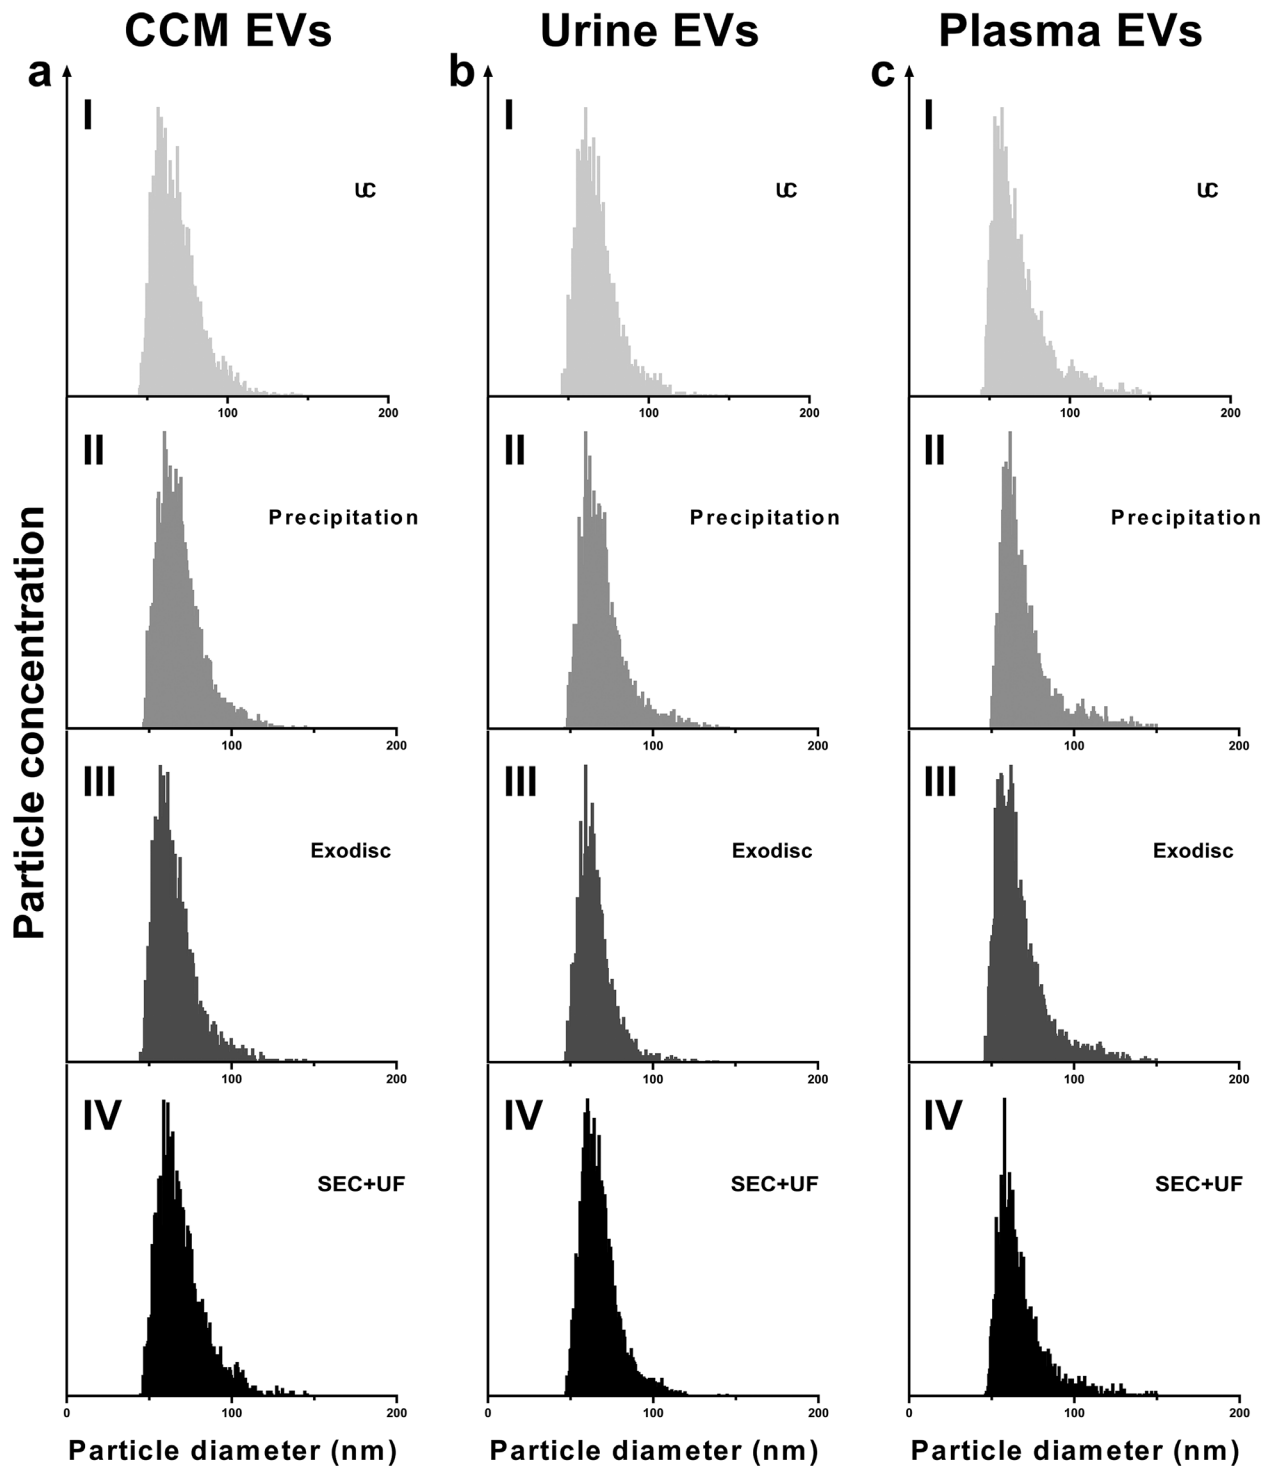 CCM EVs Urine EVs Plasma EVs
a b c
I I I
UC UC UC
100 200 100 200 100 200
II II II
Precipitation Precipitation Precipitation
Particle concentration
100 200 100 200 100 200
III III III
Exodisc Exodisc Exodisc
100 200 100 200 100 200
IV IV IV
SEC+UF SEC+UF SEC+UF
0 100 200 0 100 200 0 100 200
Particle diameter (nm) Particle diameter (nm) Particle diameter (nm)